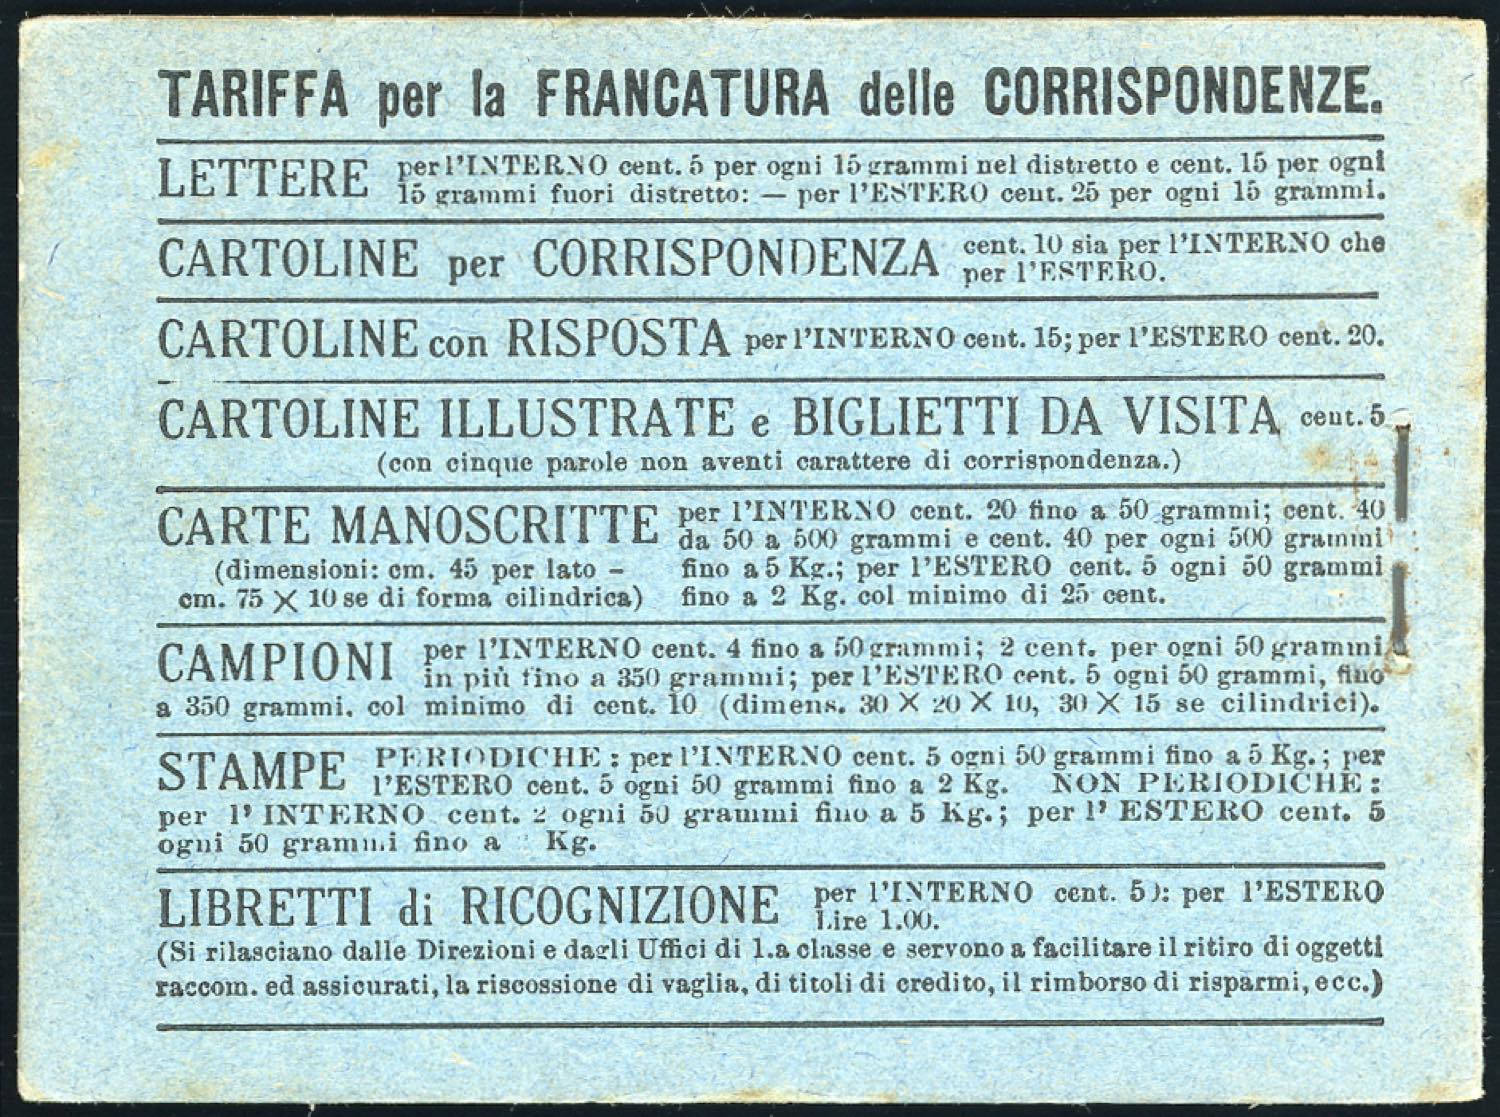 TARIFFA per la FRANCATURA delle CORRISPONDENZE.
LETTERE per l'INTERNO cent. 5 per ogni 15 grammi nel distretto e cent. 15 per ogni
15 grammi fuori distretto: — per l'ESTERO cent. 25 per ogni 15 grammi.
CARTOLINE per CORRISPONDENZA cent. 10 sia per l'INTERNO che
per l'ESTERO.
CARTOLINE con RISPOSTA per l'INTERNO cent. 15; per l'ESTERO cent. 20.
CARTOLINE ILLUSTRATE e BIGLIETTI DA VISITA cent. 5
(con cinque parole non aventi carattere di corrispondenza.)
CARTE MANOSCRITTE
(dimensioni: cm. 45 per lato –
cm. 75 × 10 se di forma cilindrica)
per l'INTERNO cent. 20 fino a 50 grammi; cent. 40
da 50 a 500 grammi e cent. 40 per ogni 500 grammi
fino a 5 Kg.; per l'ESTERO cent. 5 ogni 50 grammi
fino a 2 Kg. col minimo di 25 cent.
CAMPIONI per l'INTERNO cent. 4 fino a 50 grammi; 2 cent. per ogni 50 grammi
in più fino a 350 grammi; per l'ESTERO cent. 5 ogni 50 grammi, fino
a 350 grammi. col minimo di cent. 10 (dimens. 30 × 20 × 10, 30 × 15 se cilindrici).
STAMPE PERIODICHE : per l'INTERNO cent. 5 ogni 50 grammi fino a 5 Kg. ; per
l'ESTERO cent. 5 ogni 50 grammi fino a 2 Kg. NON PERIODICHE :
per l' INTERNO cent. 2 ogni 50 grammi fino a 5 Kg. ; per l' ESTERO cent. 5
ogni 50 grammi fino a Kg.
LIBRETTI di RICOGNIZIONE per l'INTERNO cent. : per l'ESTERO
Lire 1.00.
(Si rilasciano dalle Direzioni e dagli Uffici di 1.a classe e servono a facilitare il ritiro di oggetti
raccom. ed assicurati, la riscossione di vaglia, di titoli di credito, il rimborso di risparmi, ecc.)